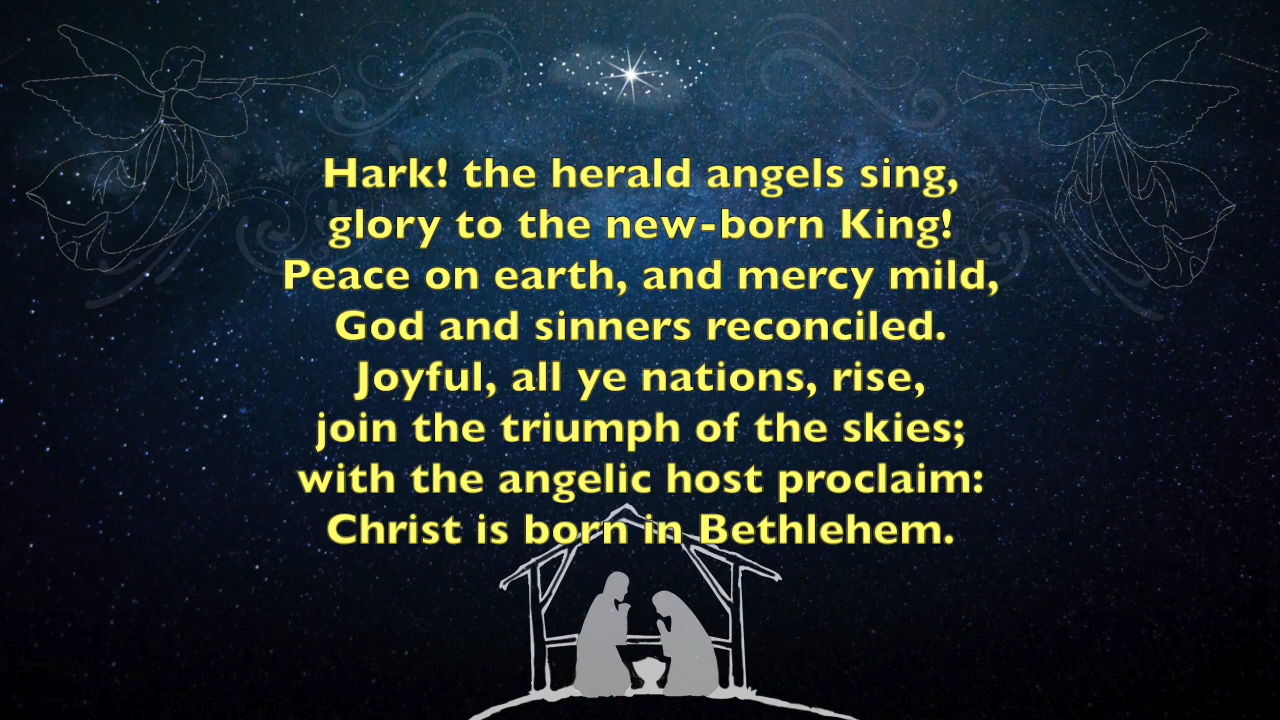 Hark! the herald angels sing,
glory to the new-born King!
Peace on earth, and mercy mild,
God and sinners reconciled.
Joyful, all ye nations, rise,
join the triumph of the skies;
with the angelic host proclaim:
Christ is born in Bethlehem.